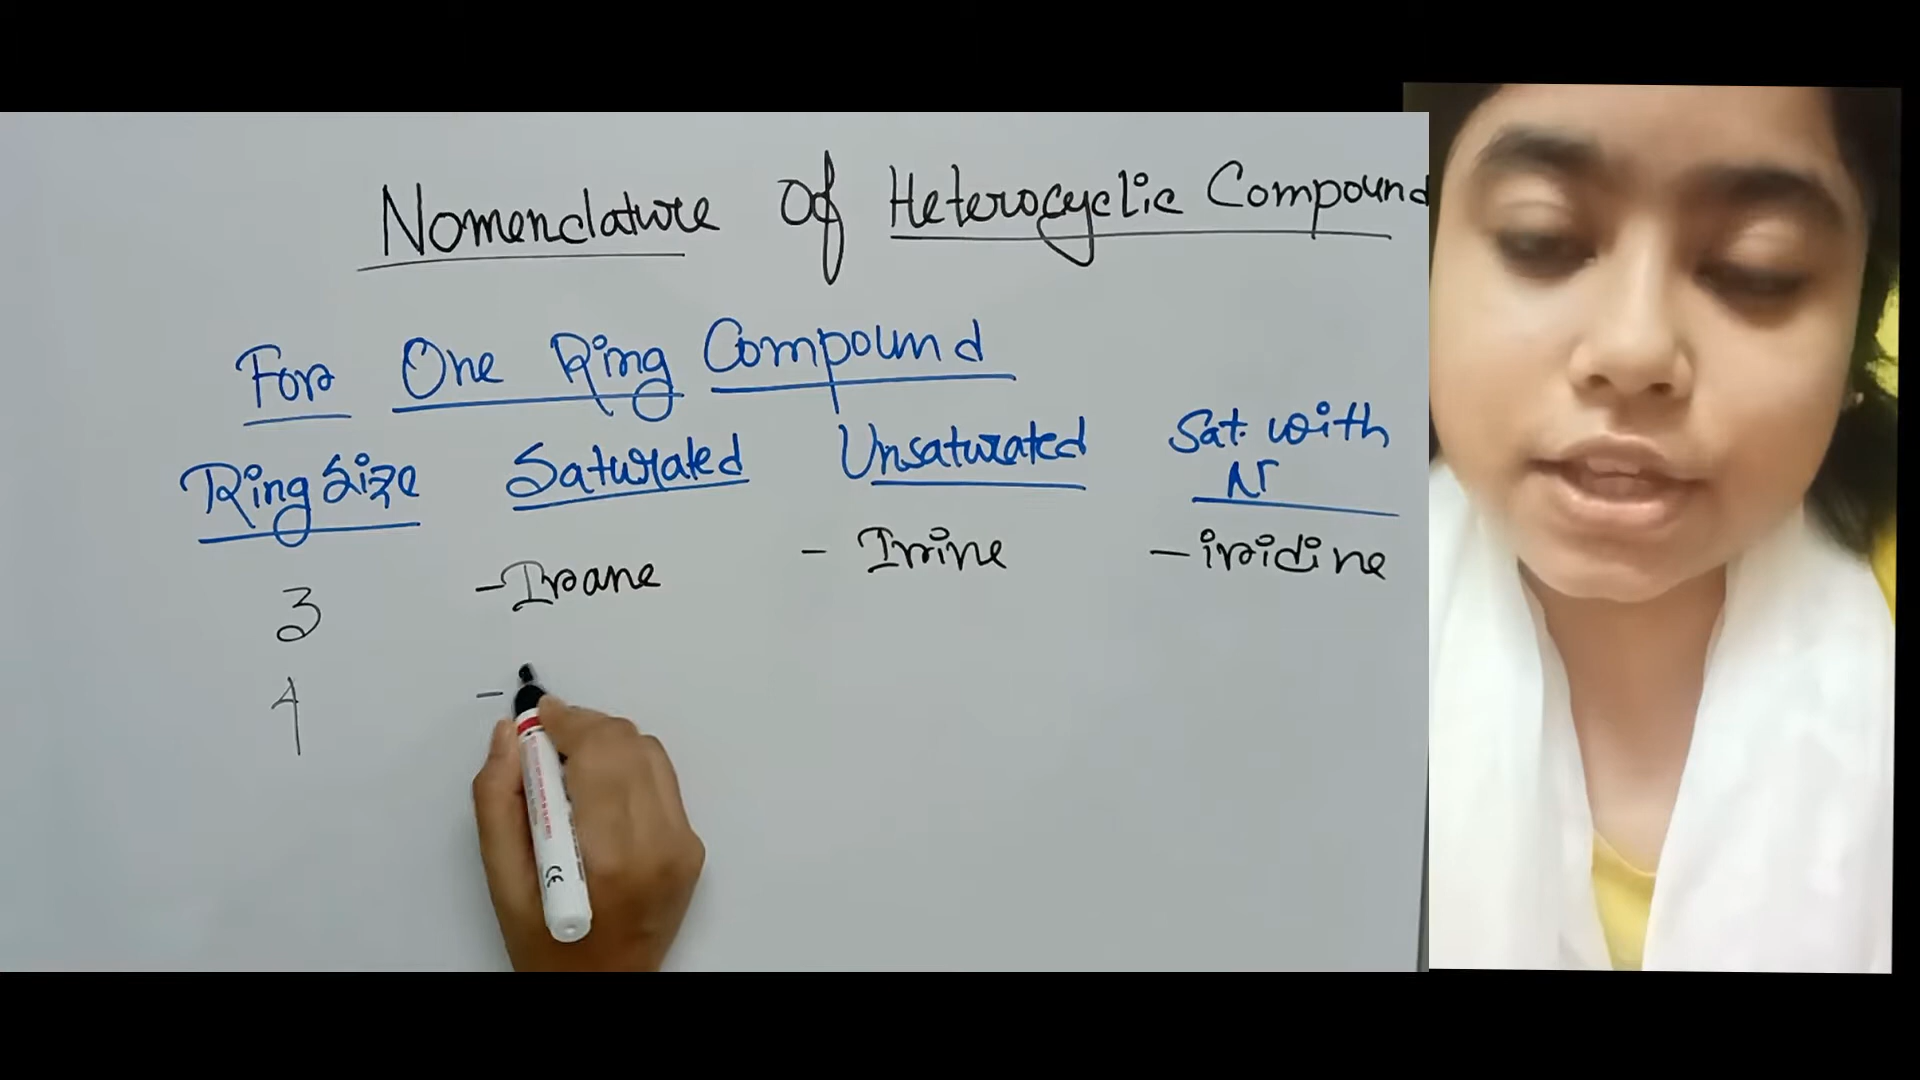 Nomenclature Of Heterocyclic Compound
For One Ring Compound
Ring Size Saturated Unsaturated Sat. with N
3 - Irane - Irine - iridine
4 -
CE